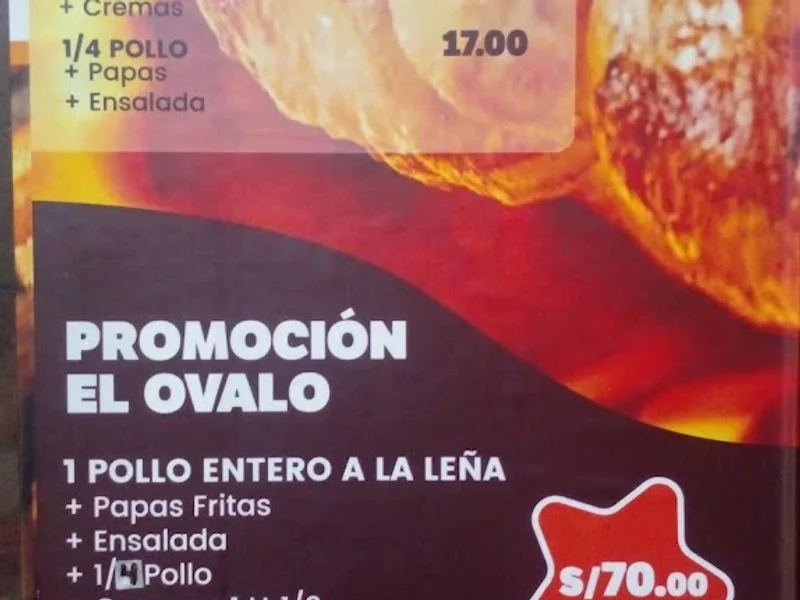 + Cremas
1/4 POLLO
+ Papas
+ Ensalada
17.00
PROMOCIÓN
EL OVALO
1 POLLO ENTERO A LA LEÑA
+ Papas Fritas
+ Ensalada
+ 1/4 Pollo
S/70.00